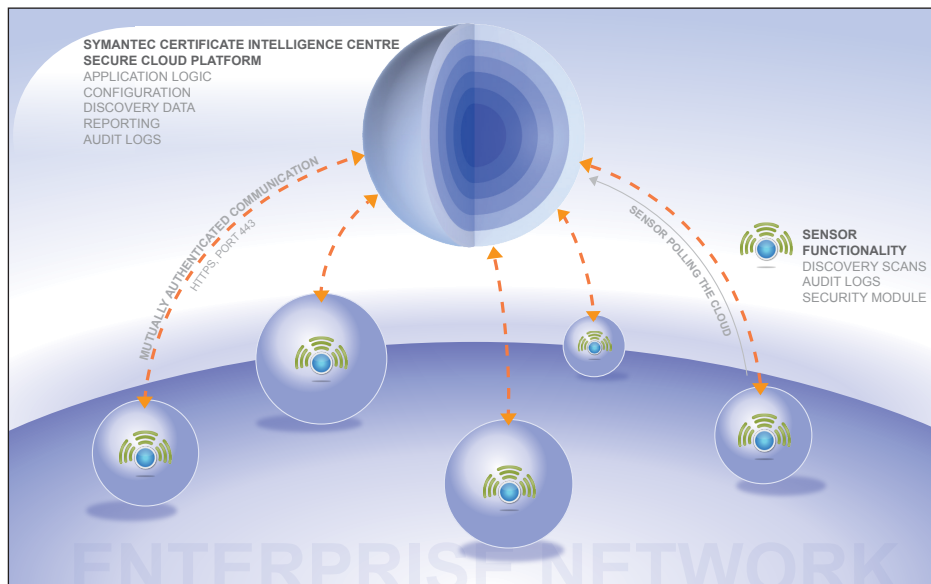 SYMANTEC CERTIFICATE INTELLIGENCE CENTRE
SECURE CLOUD PLATFORM
APPLICATION LOGIC
CONFIGURATION
DISCOVERY DATA
REPORTING
AUDIT LOGS
MUTUALLY AUTHENTICATED COMMUNICATION
HTTPS, PORT 443
SENSOR POLLING THE CLOUD
SENSOR
FUNCTIONALITY
DISCOVERY SCANS
AUDIT LOGS
SECURITY MODULE
ENTERPRISE NETWORK